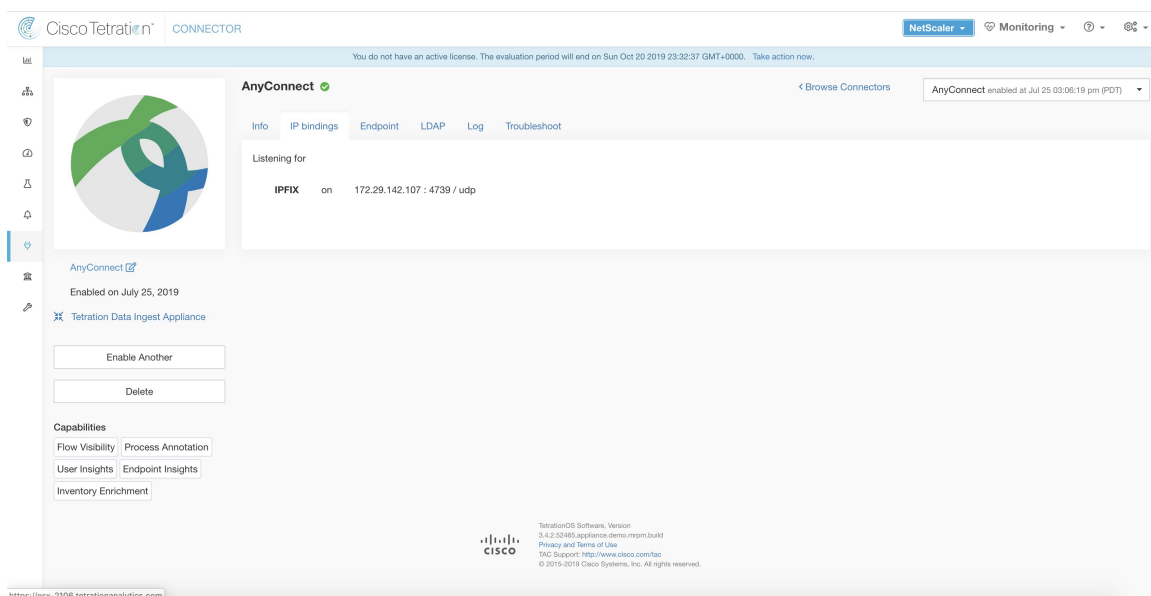 Cisco Tetration™ CONNECTOR
NetScaler Monitoring
You do not have an active license. The evaluation period will end on Sun Oct 20 2019 23:32:37 GMT+0000. Take action now.
AnyConnect
Browse Connectors
AnyConnect enabled at Jul 25 03:06:19 pm (PDT)
Info IP bindings Endpoint LDAP Log Troubleshoot
Listening for
IPFIX on 172.29.142.107 : 4739 / udp
AnyConnect
Enabled on July 25, 2019
Tetration Data Ingest Appliance
Enable Another
Delete
Capabilities
Flow Visibility Process Annotation
User Insights Endpoint Insights
Inventory Enrichment
CISCO
TetrationOS Software, Version
3.4.2.52465.appliance.demo.mrpm.build
Privacy and Terms of Use
TAC Support: http://www.cisco.com/tac
© 2015-2019 Cisco Systems, Inc. All rights reserved.
https://esx-2106.tetrationanalytics.com